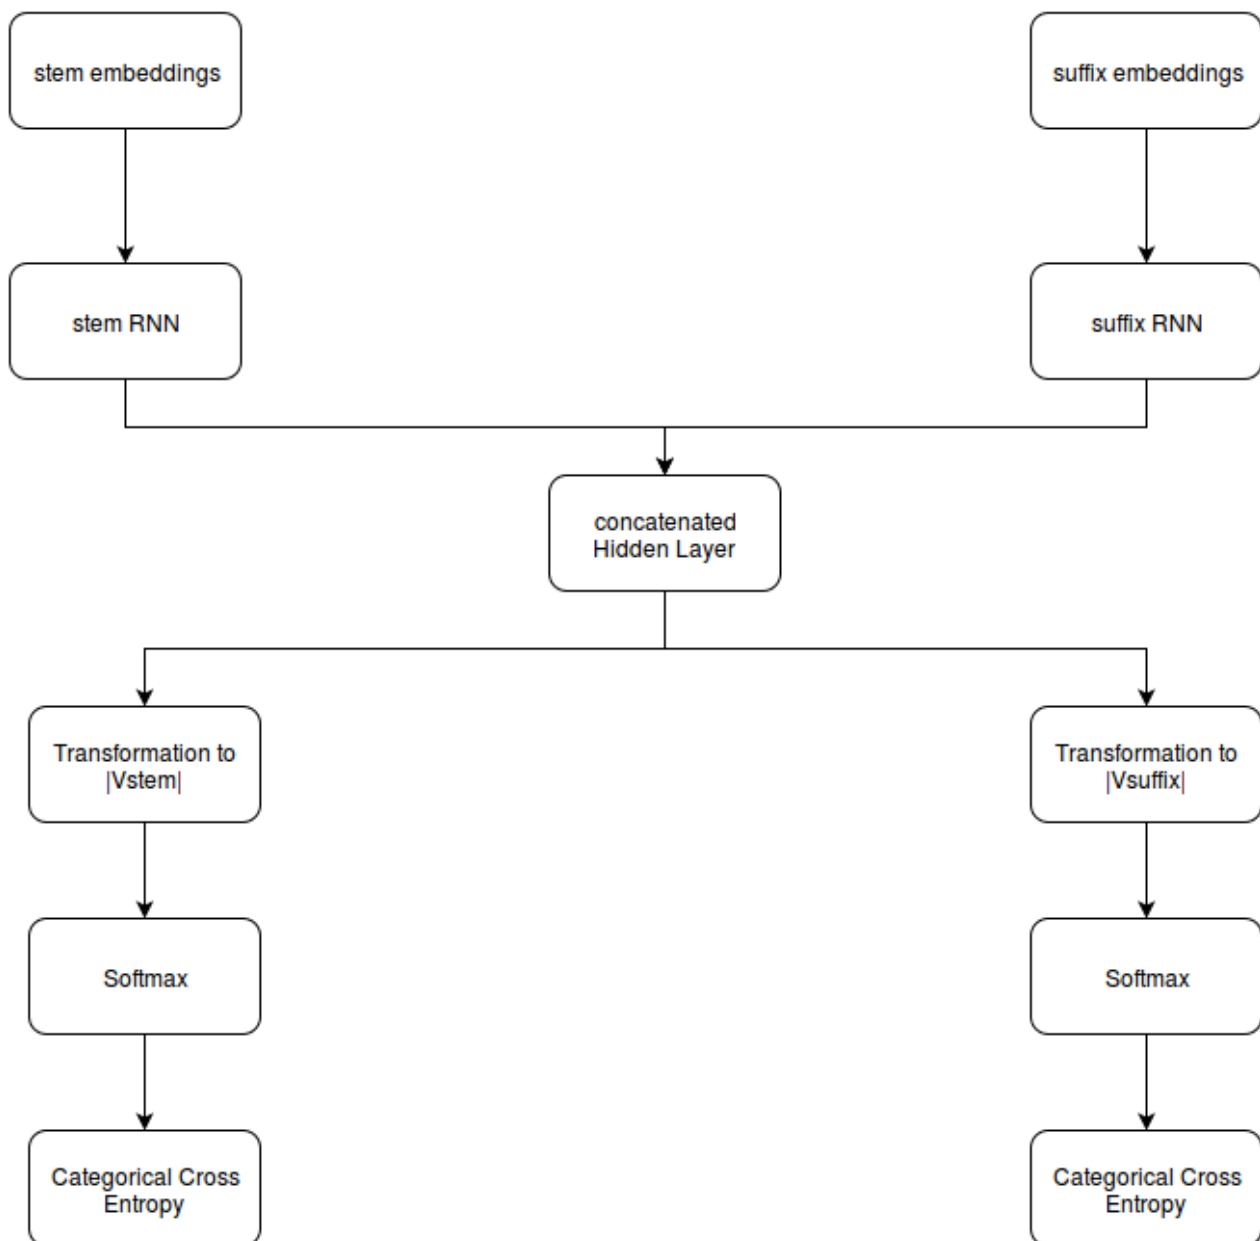 stem embeddings
suffix embeddings
stem RNN
suffix RNN
concatenated
Hidden Layer
Transformation to
|Vstem|
Transformation to
|Vsuffix|
Softmax
Softmax
Categorical Cross
Entropy
Categorical Cross
Entropy